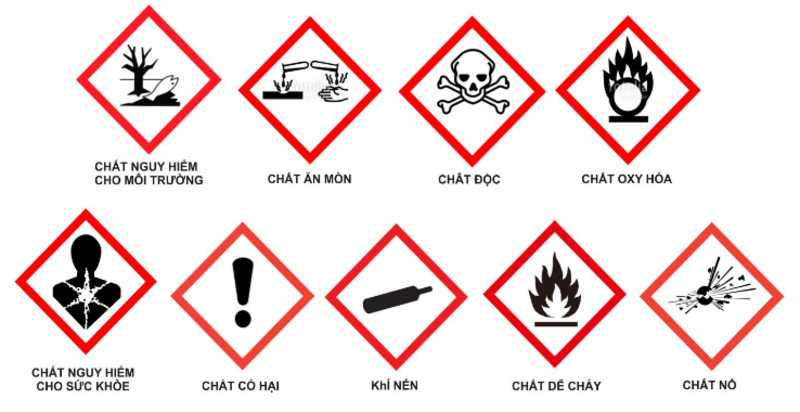 CHẤT NGUY HIỂM
CHO MÔI TRƯỜNG
CHẤT ĂN MÒN
CHẤT ĐỘC
CHẤT OXY HÓA
CHẤT NGUY HIỂM
CHO SỨC KHỎE
CHẤT CÓ HẠI
KhÍ NÉN
CHẤT DỄ CHÁY
CHẤT NỔ